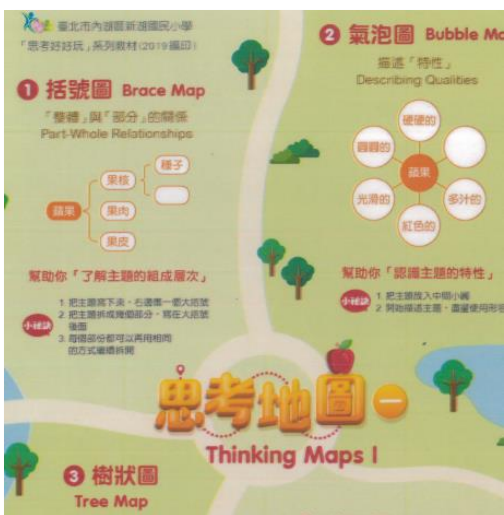 臺北市內湖區新湖國民小學
「思考好好玩」系列教材(2019編印)
1 括號圖 Brace Map
「整體」與「部分」的關係
Part-Whole Relationships
蘋果
果核
種子
果肉
果皮
幫助你「了解主題的組成層次」
小秘訣
1. 把主題寫下來，右邊畫一個大括號
2. 把主題拆成幾個部分，寫在大括號
後面
3. 每個部份都可以再用相同
的方式繼續拆解
2 氣泡圖 Bubble Ma
描述「特性」
Describing Qualities
硬硬的
圓圓的
蘋果
光滑的
多汁的
紅色的
幫助你「認識主題的特性」
小秘訣
1. 把主題放入中間小圓
2. 開始描述主題，盡量使用形容
思考地圖一
Thinking Maps I
3 樹狀圖
Tree Map